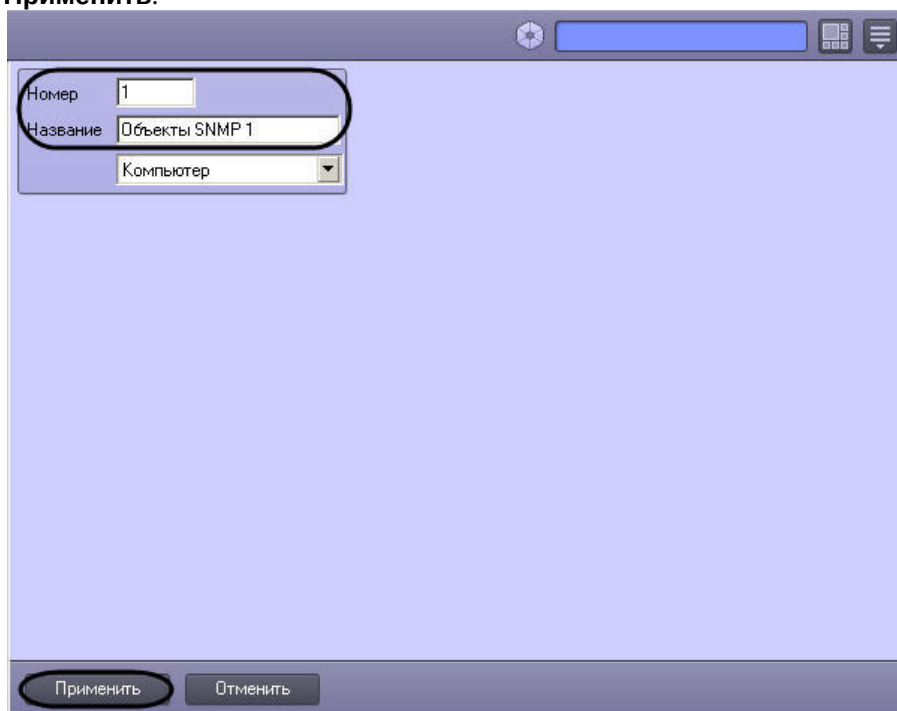 Применить.
Номер 1
Название Объекты SNMP 1
Компьютер
Применить Отменить